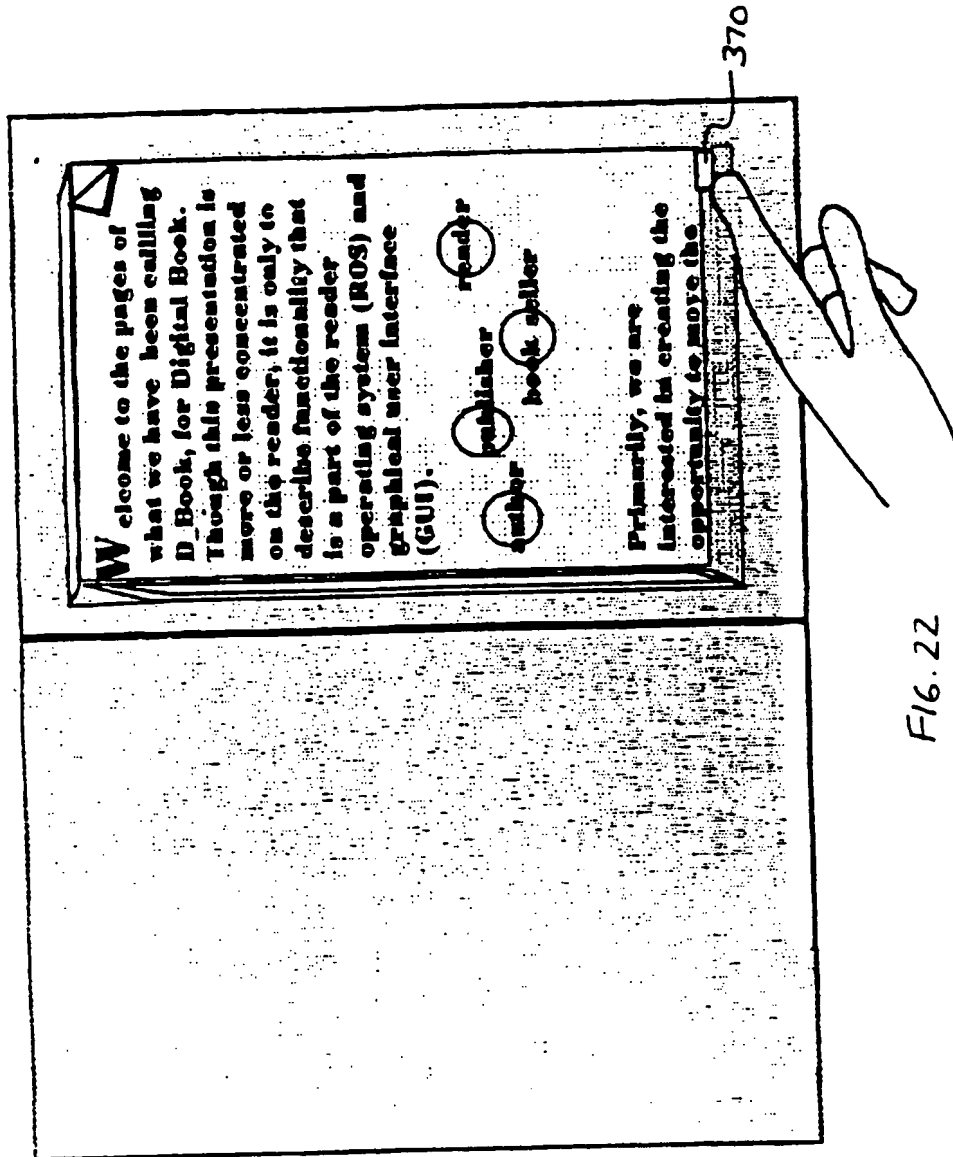 Welcome to the pages of
what we have been callling
D_Book, for Digital Book.
Though this presentation is
more or less concentrated
on the reader, it is only to
describe functionality that
is a part of the reader
operating system (ROS) and
graphical user interface
(GUI).
author publisher book seller reader
Primarily, we are
interested in creating the
opportunity to move the
370
FIG. 22